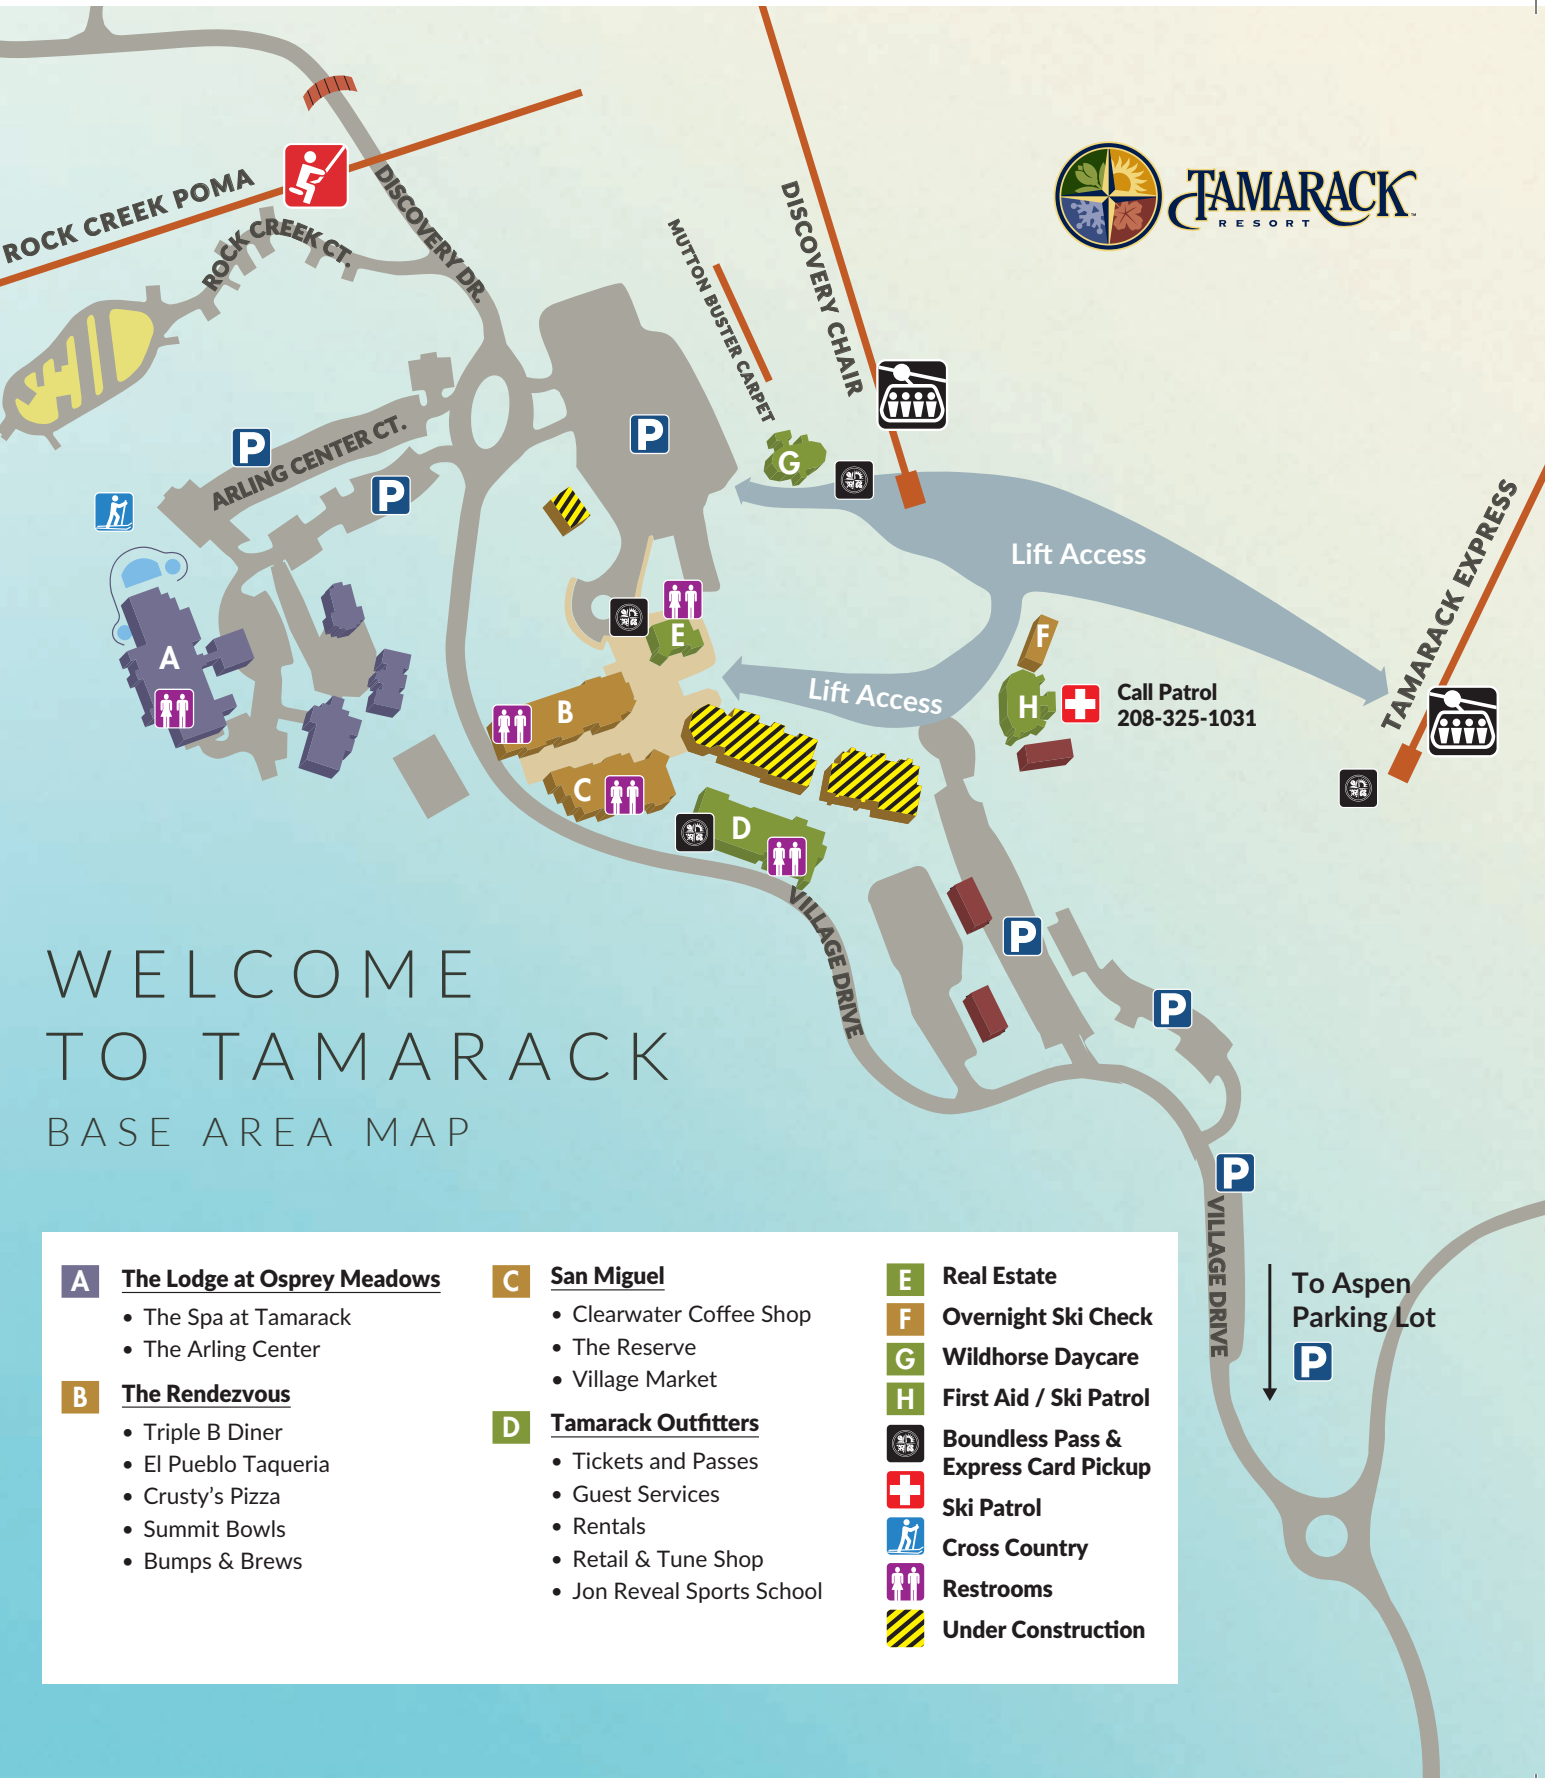 ROCK CREEK POMA
DISCOVERY DR.
ROCK CREEK CT.
MUTTON BUSTER CARPET
DISCOVERY CHAIR
TAMARACK
RESORT
TM
P
ARLING CENTER CT.
P
P
G
Lift Access
TAMARACK EXPRESS
E
F
A
Lift Access
H
Call Patrol
208-325-1031
B
C
D
VILLAGE DRIVE
P
P
WELCOME
TO TAMARACK
BASE AREA MAP
P
VILLAGE DRIVE
To Aspen
Parking Lot
P
A
The Lodge at Osprey Meadows
• The Spa at Tamarack
• The Arling Center
B
The Rendezvous
• Triple B Diner
• El Pueblo Taqueria
• Crusty's Pizza
• Summit Bowls
• Bumps & Brews
C
San Miguel
• Clearwater Coffee Shop
• The Reserve
• Village Market
D
Tamarack Outfitters
• Tickets and Passes
• Guest Services
• Rentals
• Retail & Tune Shop
• Jon Reveal Sports School
E Real Estate
F Overnight Ski Check
G Wildhorse Daycare
H First Aid / Ski Patrol
Boundless Pass &
Express Card Pickup
Ski Patrol
Cross Country
Restrooms
Under Construction